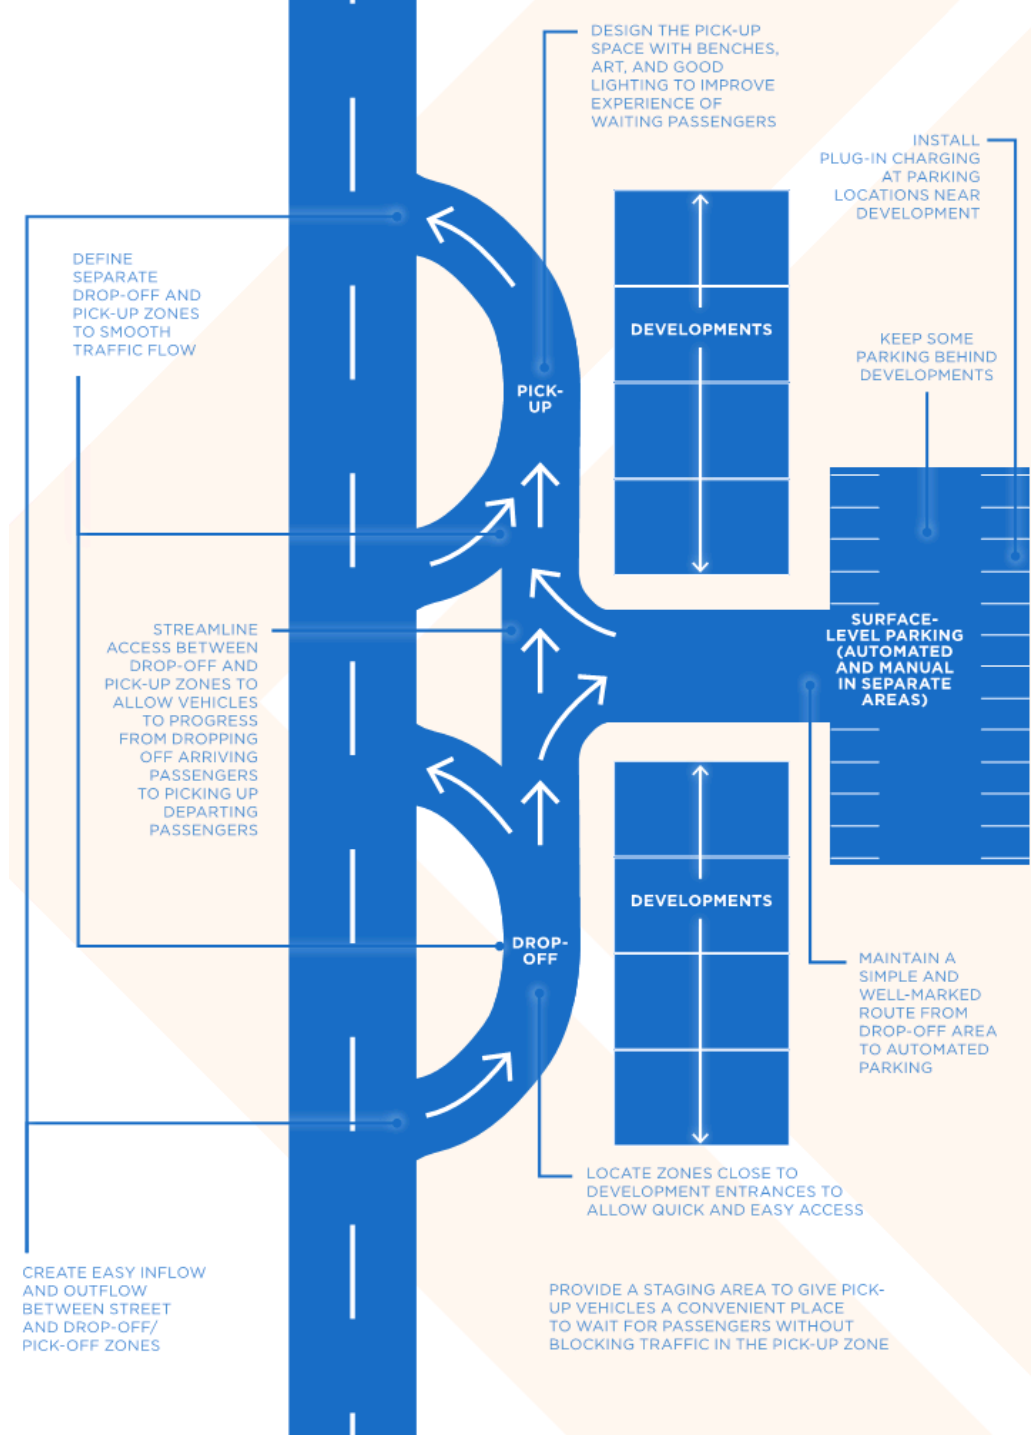 DESIGN THE PICK-UP
SPACE WITH BENCHES,
ART, AND GOOD
LIGHTING TO IMPROVE
EXPERIENCE OF
WAITING PASSENGERS
INSTALL
PLUG-IN CHARGING
AT PARKING
LOCATIONS NEAR
DEVELOPMENT
DEFINE
SEPARATE
DROP-OFF AND
PICK-UP ZONES
TO SMOOTH
TRAFFIC FLOW
DEVELOPMENTS
KEEP SOME
PARKING BEHIND
DEVELOPMENTS
PICK-
UP
STREAMLINE
ACCESS BETWEEN
DROP-OFF AND
PICK-UP ZONES TO
ALLOW VEHICLES
TO PROGRESS
FROM DROPPING
OFF ARRIVING
PASSENGERS
TO PICKING UP
DEPARTING
PASSENGERS
SURFACE-
LEVEL PARKING
(AUTOMATED
AND MANUAL
IN SEPARATE
AREAS)
DEVELOPMENTS
DROP-
OFF
MAINTAIN A
SIMPLE AND
WELL-MARKED
ROUTE FROM
DROP-OFF AREA
TO AUTOMATED
PARKING
LOCATE ZONES CLOSE TO
DEVELOPMENT ENTRANCES TO
ALLOW QUICK AND EASY ACCESS
CREATE EASY INFLOW
AND OUTFLOW
BETWEEN STREET
AND DROP-OFF/
PICK-OFF ZONES
PROVIDE A STAGING AREA TO GIVE PICK-
UP VEHICLES A CONVENIENT PLACE
TO WAIT FOR PASSENGERS WITHOUT
BLOCKING TRAFFIC IN THE PICK-UP ZONE